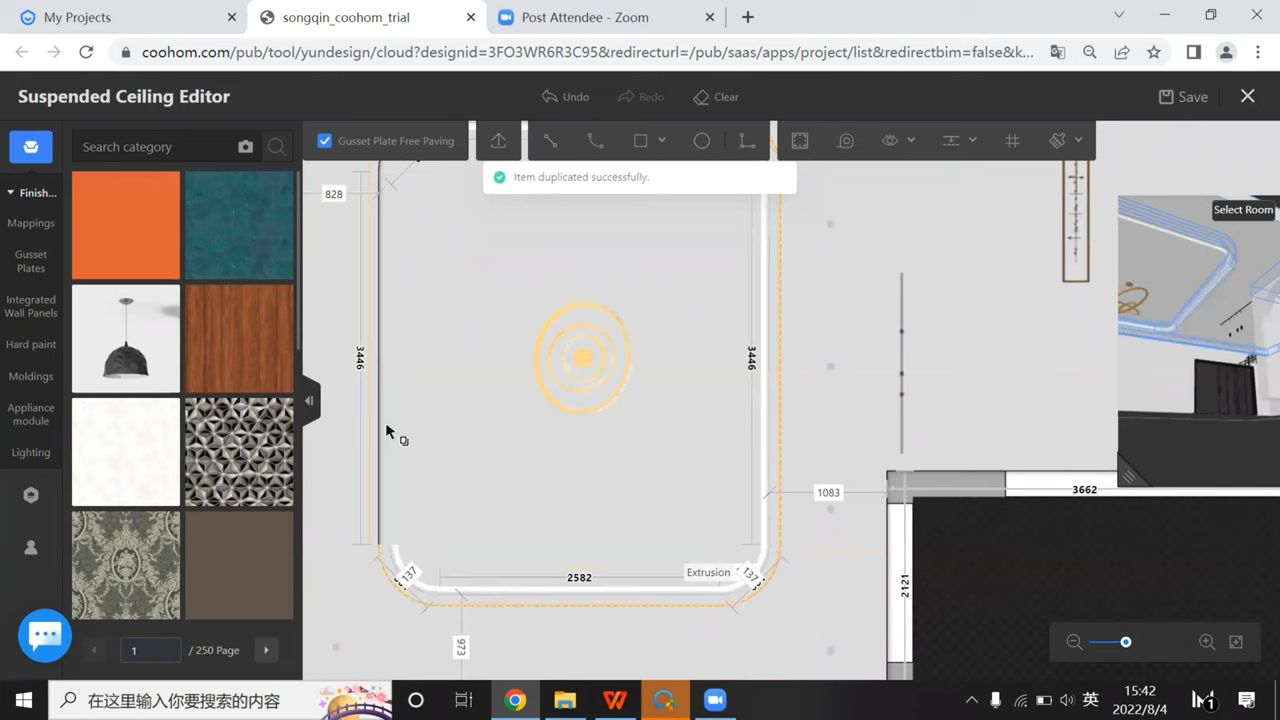 My Projects
songqin_coohom_trial
Post Attendee - Zoom
coohom.com/pub/tool/yundesign/cloud?designid=3FO3WR6R3C95&redirecturl=/pub/saas/apps/project/list&redirectbim=false&k...
Suspended Ceiling Editor
Undo
Redo
Clear
Save
Search category
Gusset Plate Free Paving
Item duplicated successfully.
Finish...
Mappings
Gusset
Plates
Integrated
Wall Panels
Hard paint
Moldings
Appliance
module
Lighting
828
Select Room
3446
3446
1083
3662
137
2582
Extrusion
137
2121
973
1
/ 250 Page
在这里输入你要搜索的内容
英
15:42
2022/8/4
1